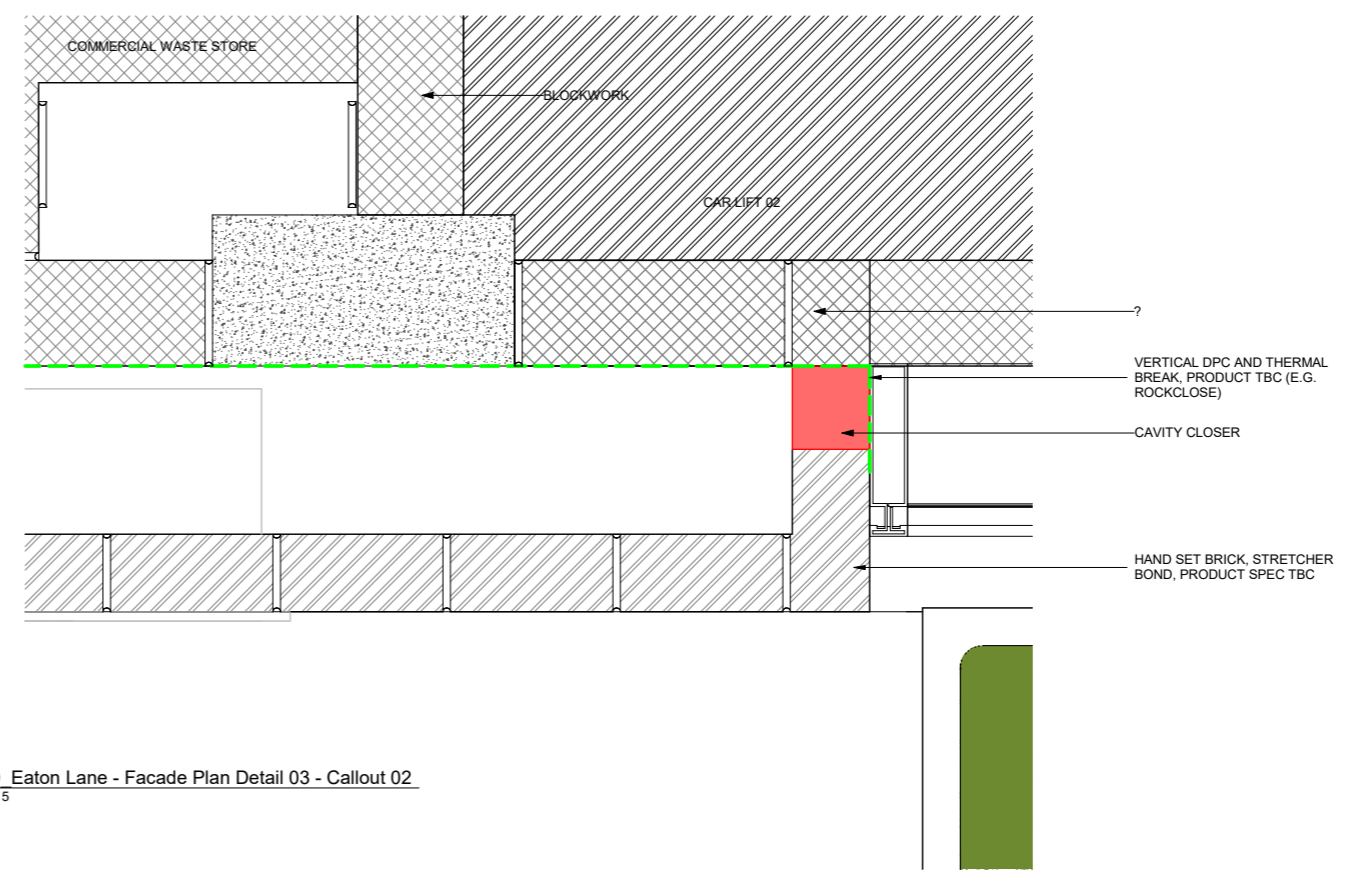 COMMERCIAL WASTE STORE
BLOCKWORK
CAR LIFT 02
?
VERTICAL DPC AND THERMAL
BREAK, PRODUCT TBC (E.G.
ROCKCLOSE)
CAVITY CLOSER
HAND SET BRICK, STRETCHER
BOND, PRODUCT SPEC TBC
_Eaton Lane - Facade Plan Detail 03 - Callout 02
5